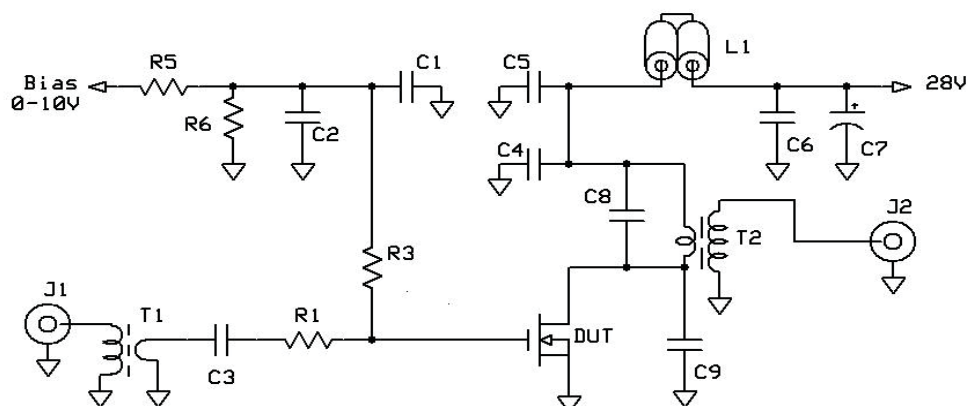 L1
R5
C1
C5
Bias
0-10V
28V
R6
C2
C6
C7
C4
C8
J2
T2
R3
J1
T1
R1
DUT
C3
C9
+